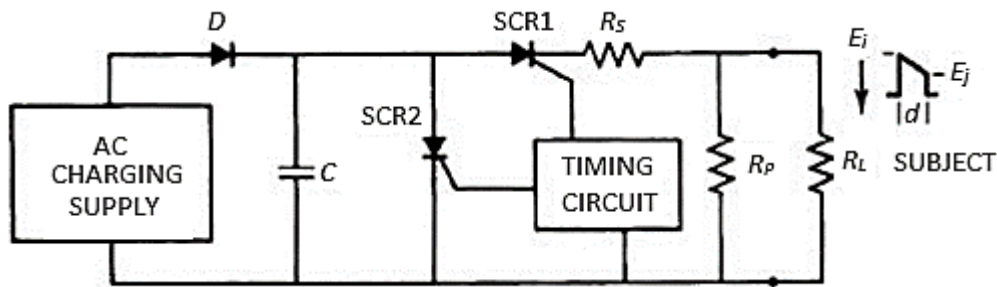 D
SCR1
R_S
E_i
E_j
d
SCR2
AC
CHARGING
SUPPLY
C
TIMING
CIRCUIT
R_P
R_L
SUBJECT